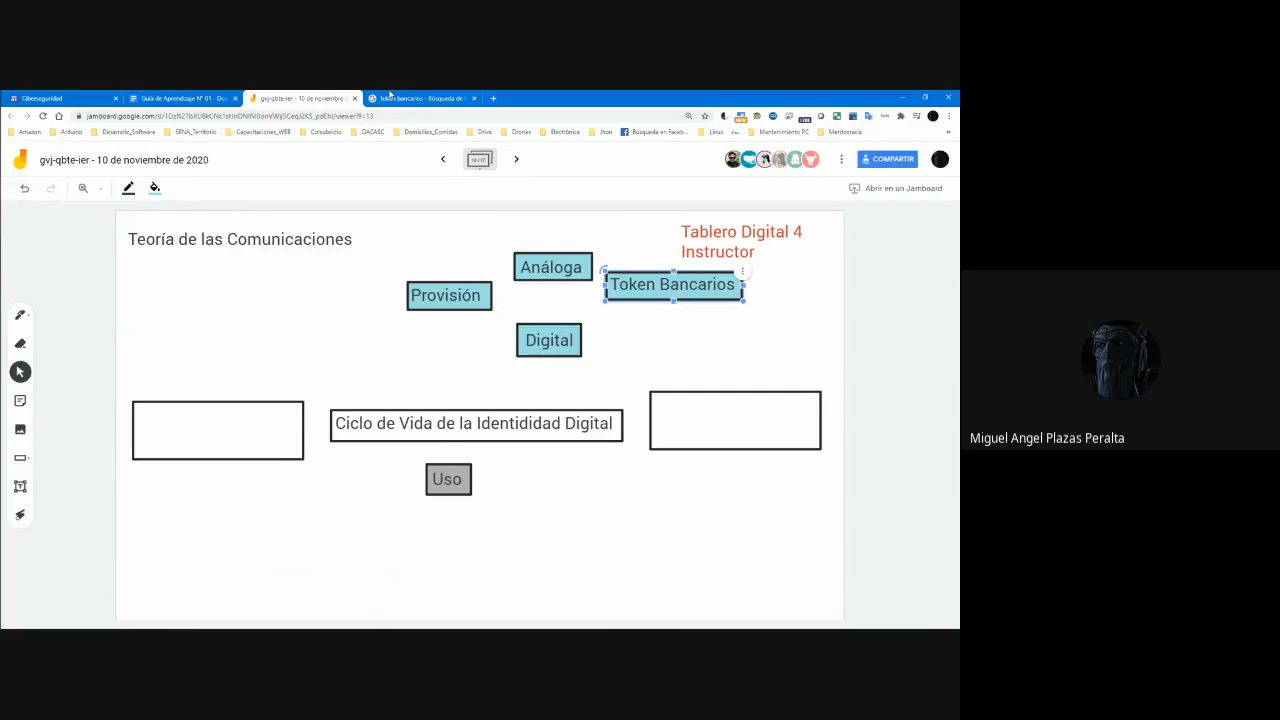 Ciberseguridad
Guía de Aprendizaje N° 01 - Do
gvj-qbte-ier - 10 de noviembre
token bancarios - Búsqueda de
jamboard.google.com
Amazon
Arduino
Desarrollo_Software
SENA_Territorio
Capacitaciones_WEB
Colsubsidio
DACASC
Domicilios_Comidas
Drive
Drones
Electrónica
Jhon
Búsqueda en Faceb...
Linux
Mantenimiento PC
Meritocracia
gvj-qbte-ier - 10 de noviembre de 2020
COMPARTIR
Abrir en un Jamboard
Teoría de las Comunicaciones
Tablero Digital 4
Instructor
Análoga
Token Bancarios
Provisión
Digital
Ciclo de Vida de la Identididad Digital
Uso
Miguel Angel Plazas Peralta